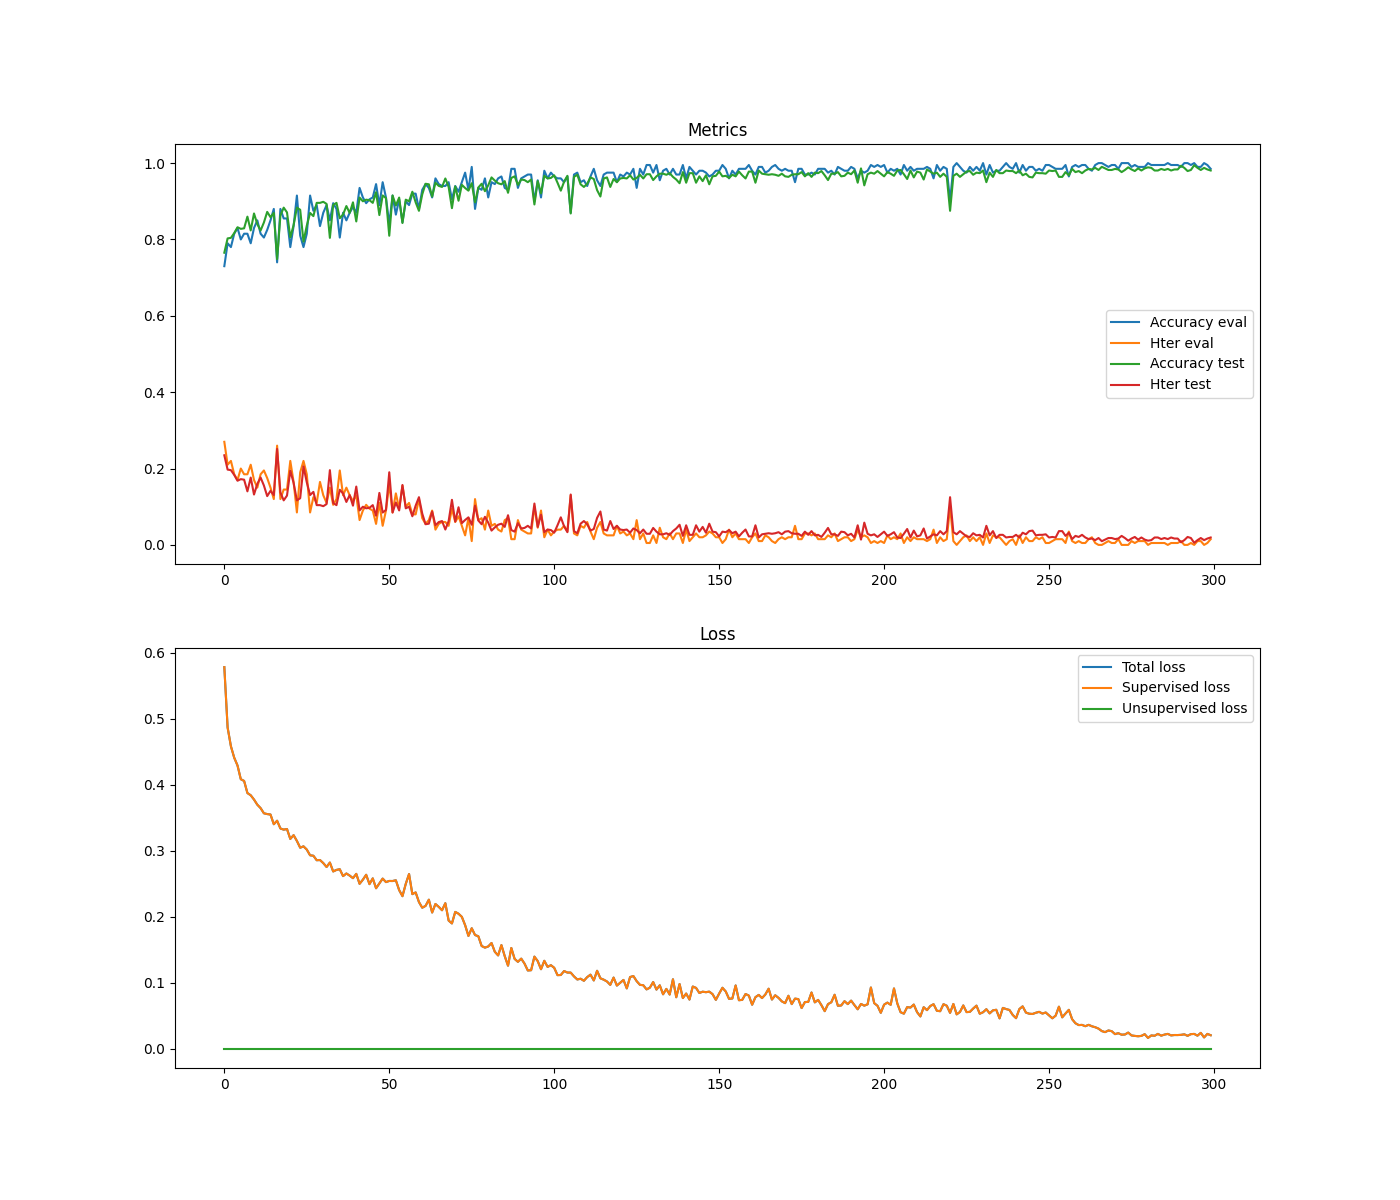 Metrics
1.0
0.8
0.6
0.4
0.2
0.0
Accuracy eval
Hter eval
Accuracy test
Hter test
0 50 100 150 200 250 300
Loss
0.6
0.5
0.4
0.3
0.2
0.1
0.0
Total loss
Supervised loss
Unsupervised loss
0 50 100 150 200 250 300